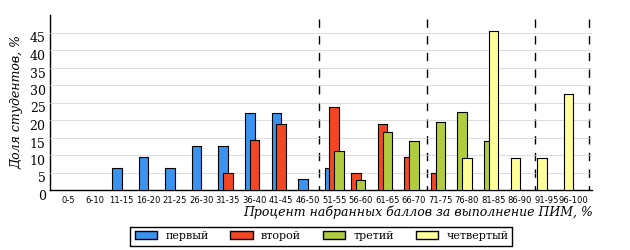 Доля студентов, %
45
40
35
30
25
20
15
10
5
0
0-5 6-10 11-15 16-20 21-25 26-30 31-35 36-40 41-45 46-50 51-55 56-60 61-65 66-70 71-75 76-80 81-85 86-90 91-95 96-100
Процент набранных баллов за выполнение ПИМ, %
первый второй третий четвертый